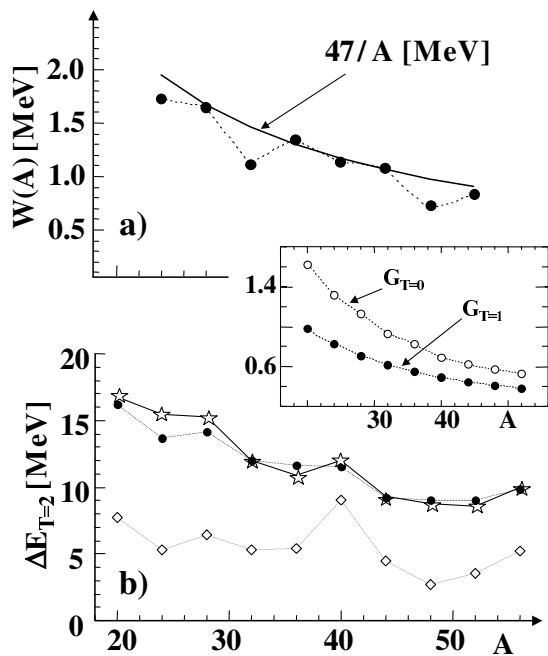 47/A [MeV]
W(A) [MeV]
2.0
1.5
1.0
0.5
a)
1.4
0.6
G_{T=0}
G_{T=1}
30 40 A
ΔE_{T=2} [MeV]
20
15
10
5
0
b)
20 30 40 50 A